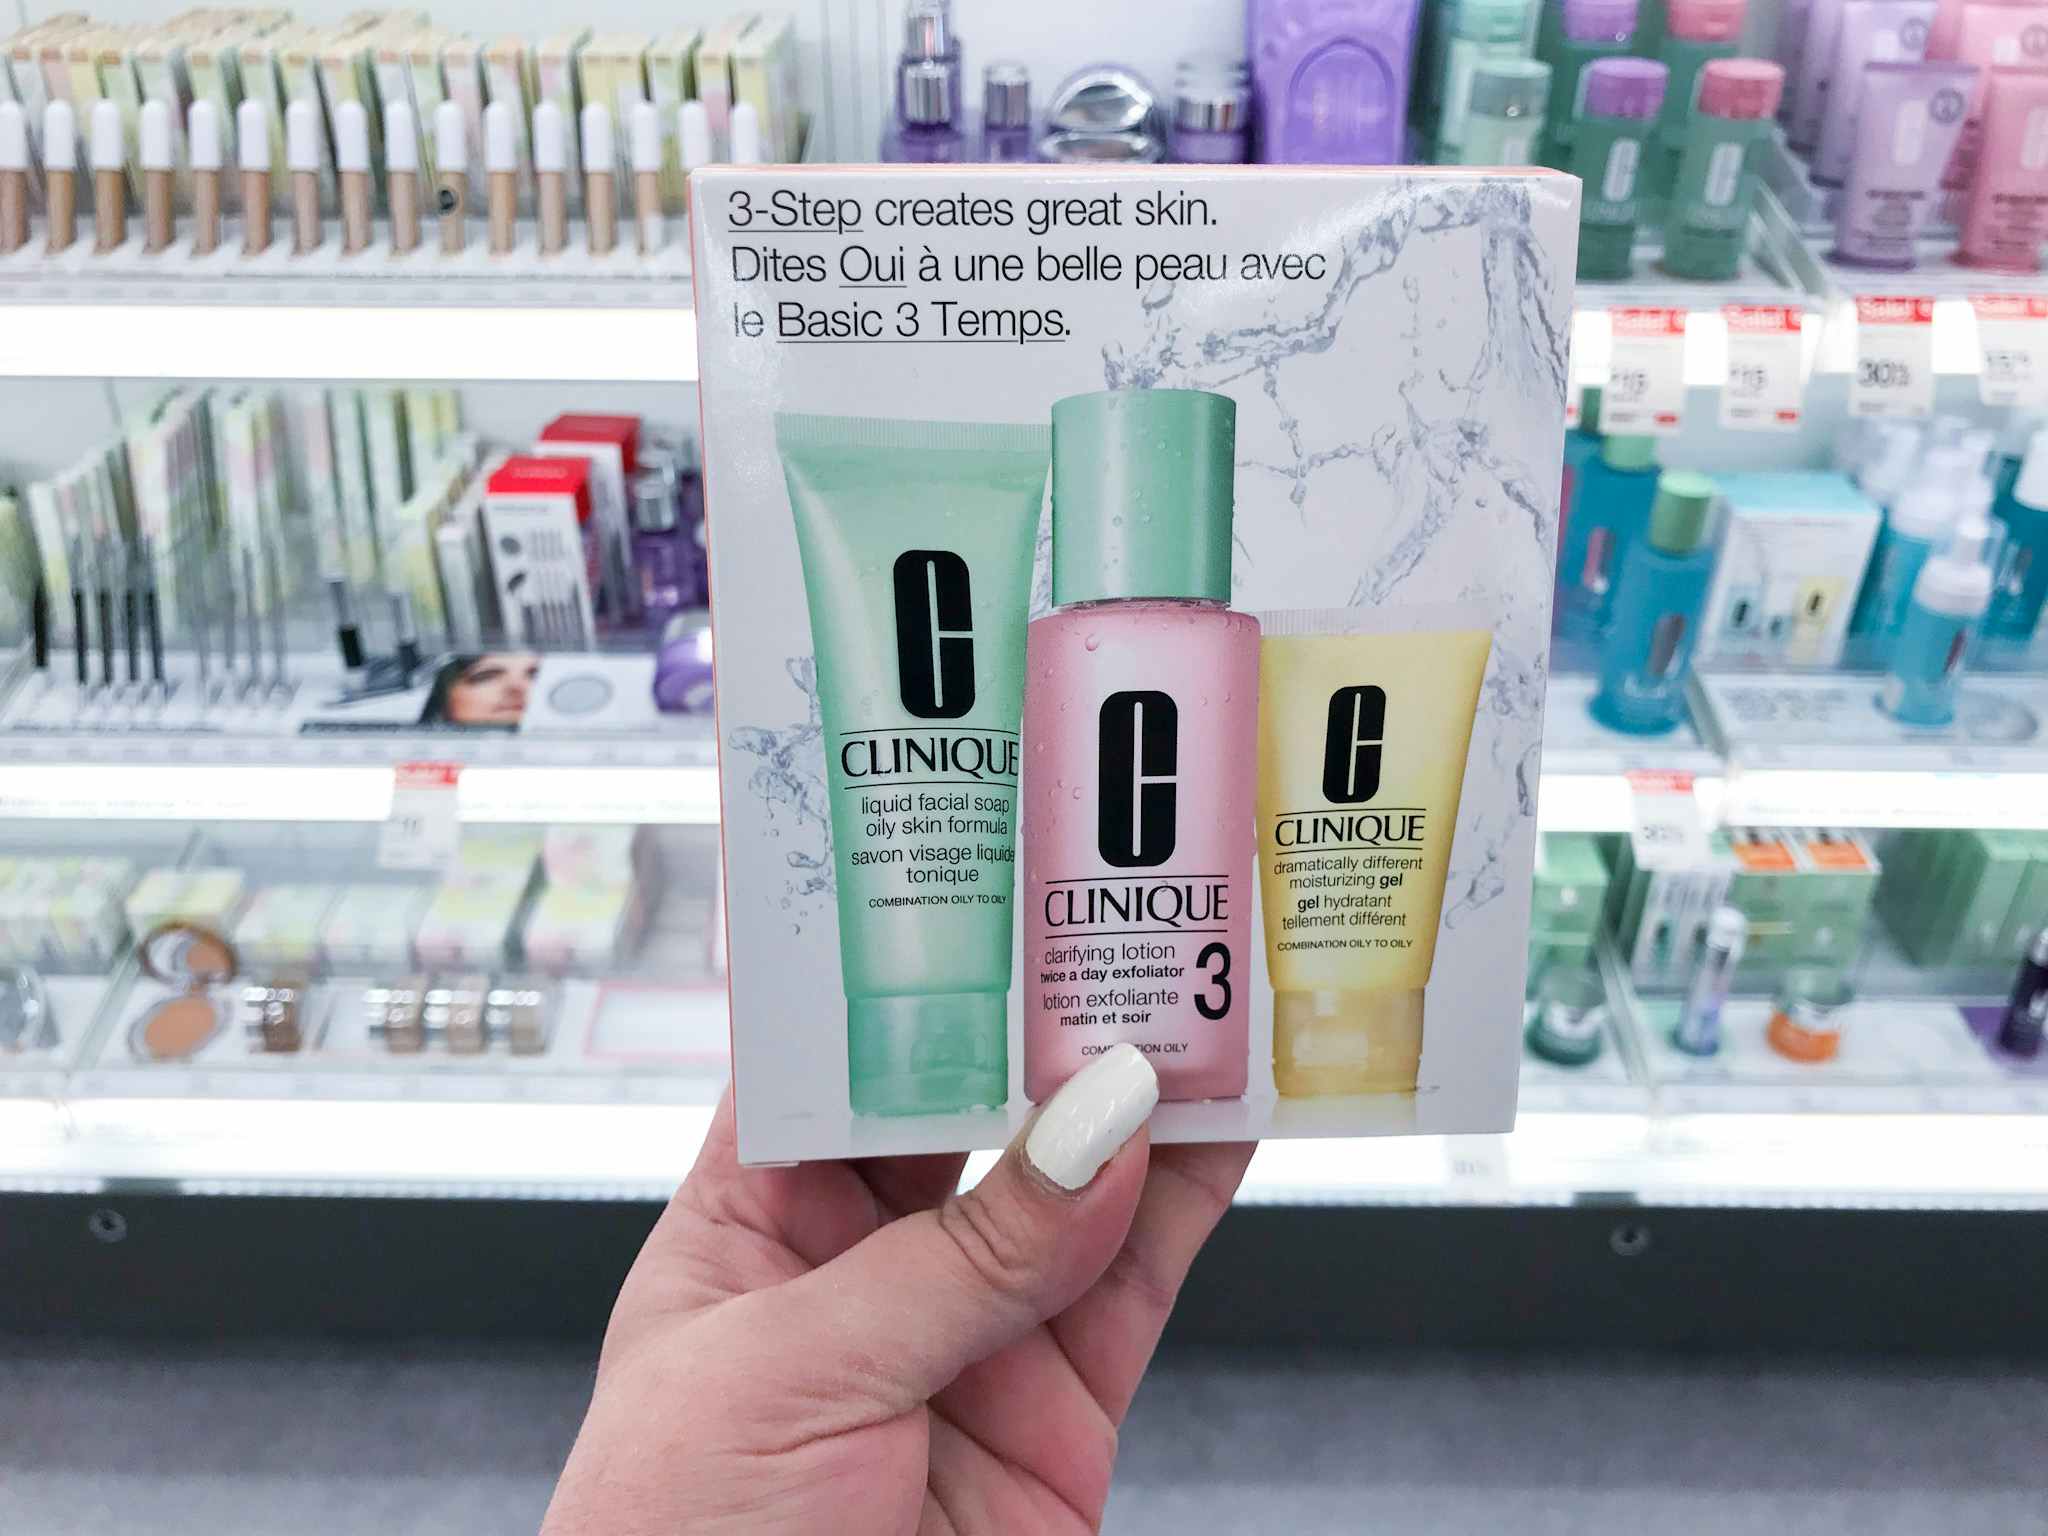 3-Step creates great skin.
Dites Oui à une belle peau avec
le Basic 3 Temps.
C
CLINIQUE
liquid facial soap
oily skin formula
savon visage liquide
tonique
COMBINATION OILY TO OILY
C
CLINIQUE
clarifying lotion
twice a day exfoliator
lotion exfoliante
matin et soir
3
OILY
C
CLINIQUE
dramatically different
moisturizing gel
gel hydratant
tellement différent
COMBINATION OILY TO OILY
30%